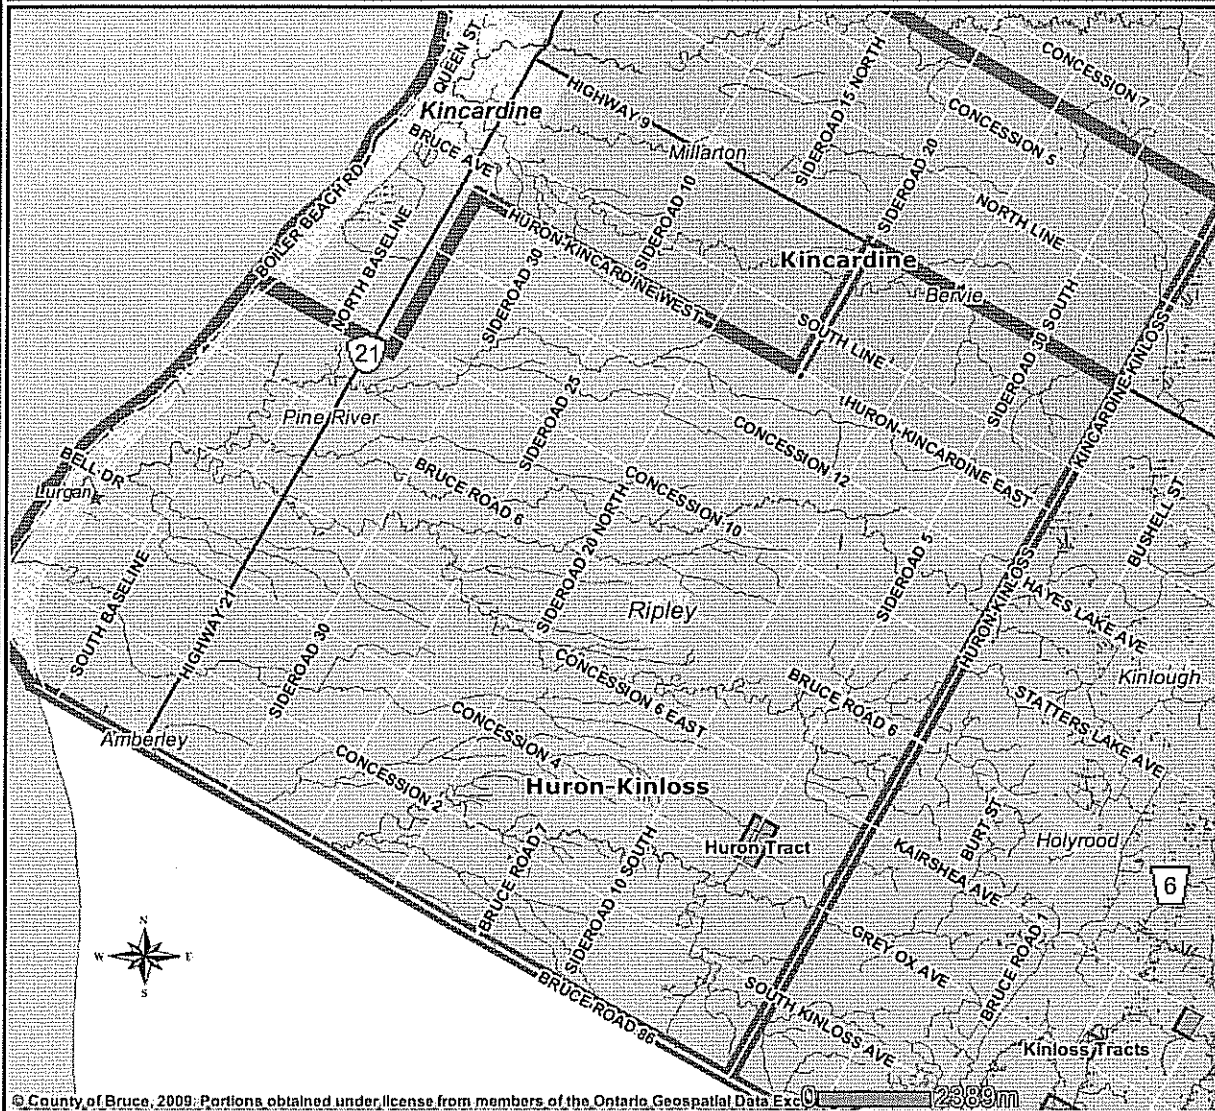 QUEEN ST
Kincardine
HIGHWAY 9
SIDEROAD 15 NORTH
CONCESSION 7
CONCESSION 5
BRUCE AVE
Millarton
SIDEROAD 10
SIDEROAD 20
NORTH LINE
BOILER BEACH RD
NORTH BASELINE
HURON-KINCARDINE WEST
SIDEROAD 30
Kincardine
Bervie
SOUTH LINE
SIDEROAD 30 SOUTH
KINCARDINE KINLOSS
21
SIDEROAD 25
Pine River
HURON-KINCARDINE EAST
CONCESSION 12
BELL DR
Lurgan
BRUCE ROAD 6
CONCESSION 10
SIDEROAD 20 NORTH
BUSHELL ST
SOUTH BASELINE
HIGHWAY 21
SIDEROAD 5
HURON-KINLOSS
HAYES LAKE AVE
Ripley
SIDEROAD 30
CONCESSION 6 EAST
BRUCE ROAD 6
Kinlough
STATTERS LAKE AVE
Amberley
CONCESSION 4
CONCESSION 2
Huron-Kinloss
BRUCE ROAD 7
SIDEROAD 10 SOUTH
Huron Tract
BURT ST
Holyrood
KAIRSHEA AVE
6
N
W E
S
GREY OX AVE
BRUCE ROAD 1
BRUCE ROAD 86
SOUTH KINLOSS AVE
Kinloss Tracts
© County of Bruce, 2009. Portions obtained under license from members of the Ontario Geospatial Data Exc
0 2389m